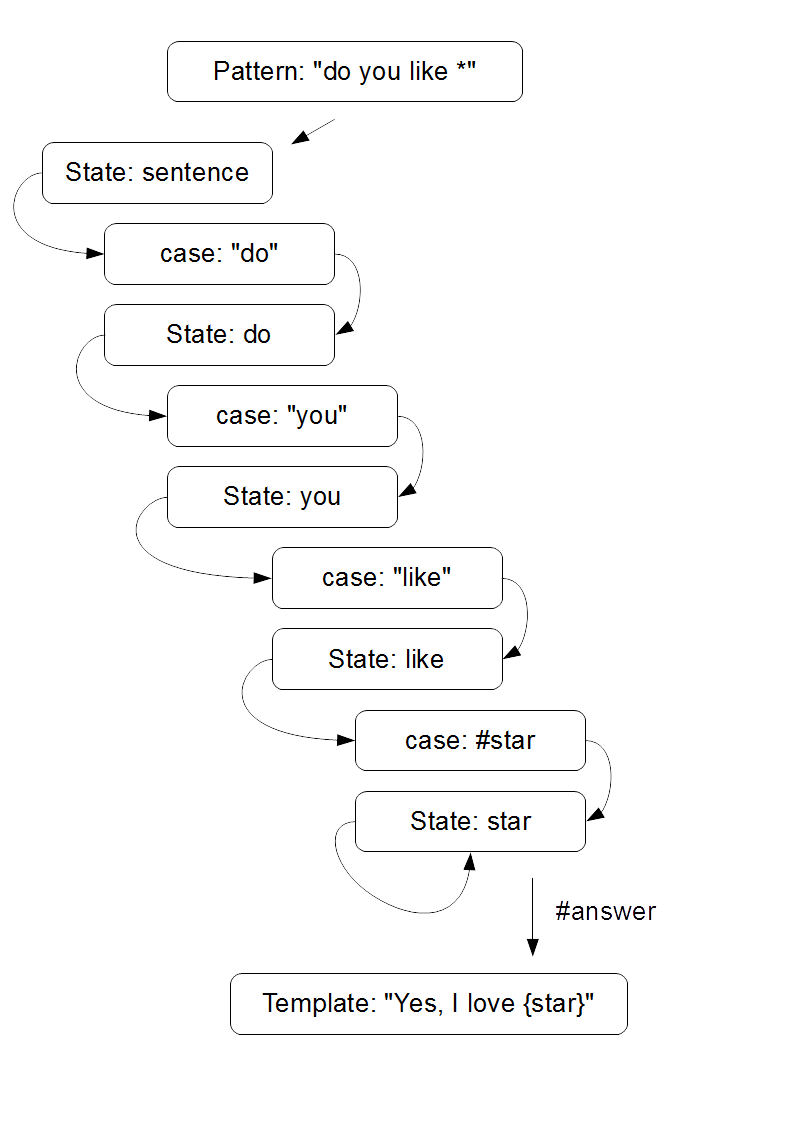 Pattern: "do you like *"
State: sentence
case: "do"
State: do
case: "you"
State: you
case: "like"
State: like
case: #star
State: star
#answer
Template: "Yes, I love {star}"